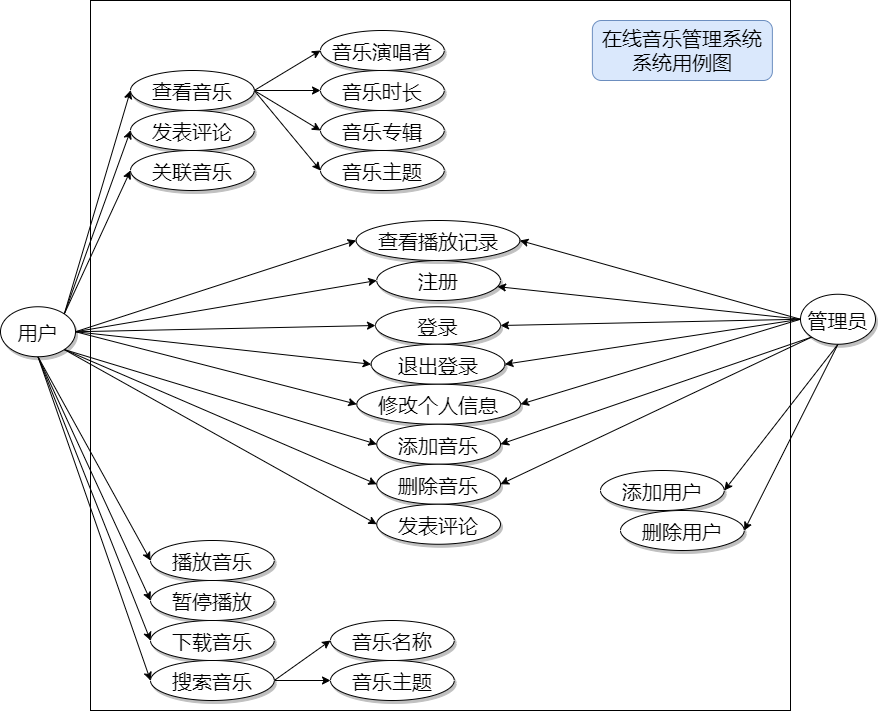 在线音乐管理系统
系统用例图
音乐演唱者
查看音乐
音乐时长
发表评论
音乐专辑
关联音乐
音乐主题
查看播放记录
注册
用户
登录
管理员
退出登录
修改个人信息
添加音乐
删除音乐
添加用户
发表评论
删除用户
播放音乐
暂停播放
下载音乐
音乐名称
搜索音乐
音乐主题